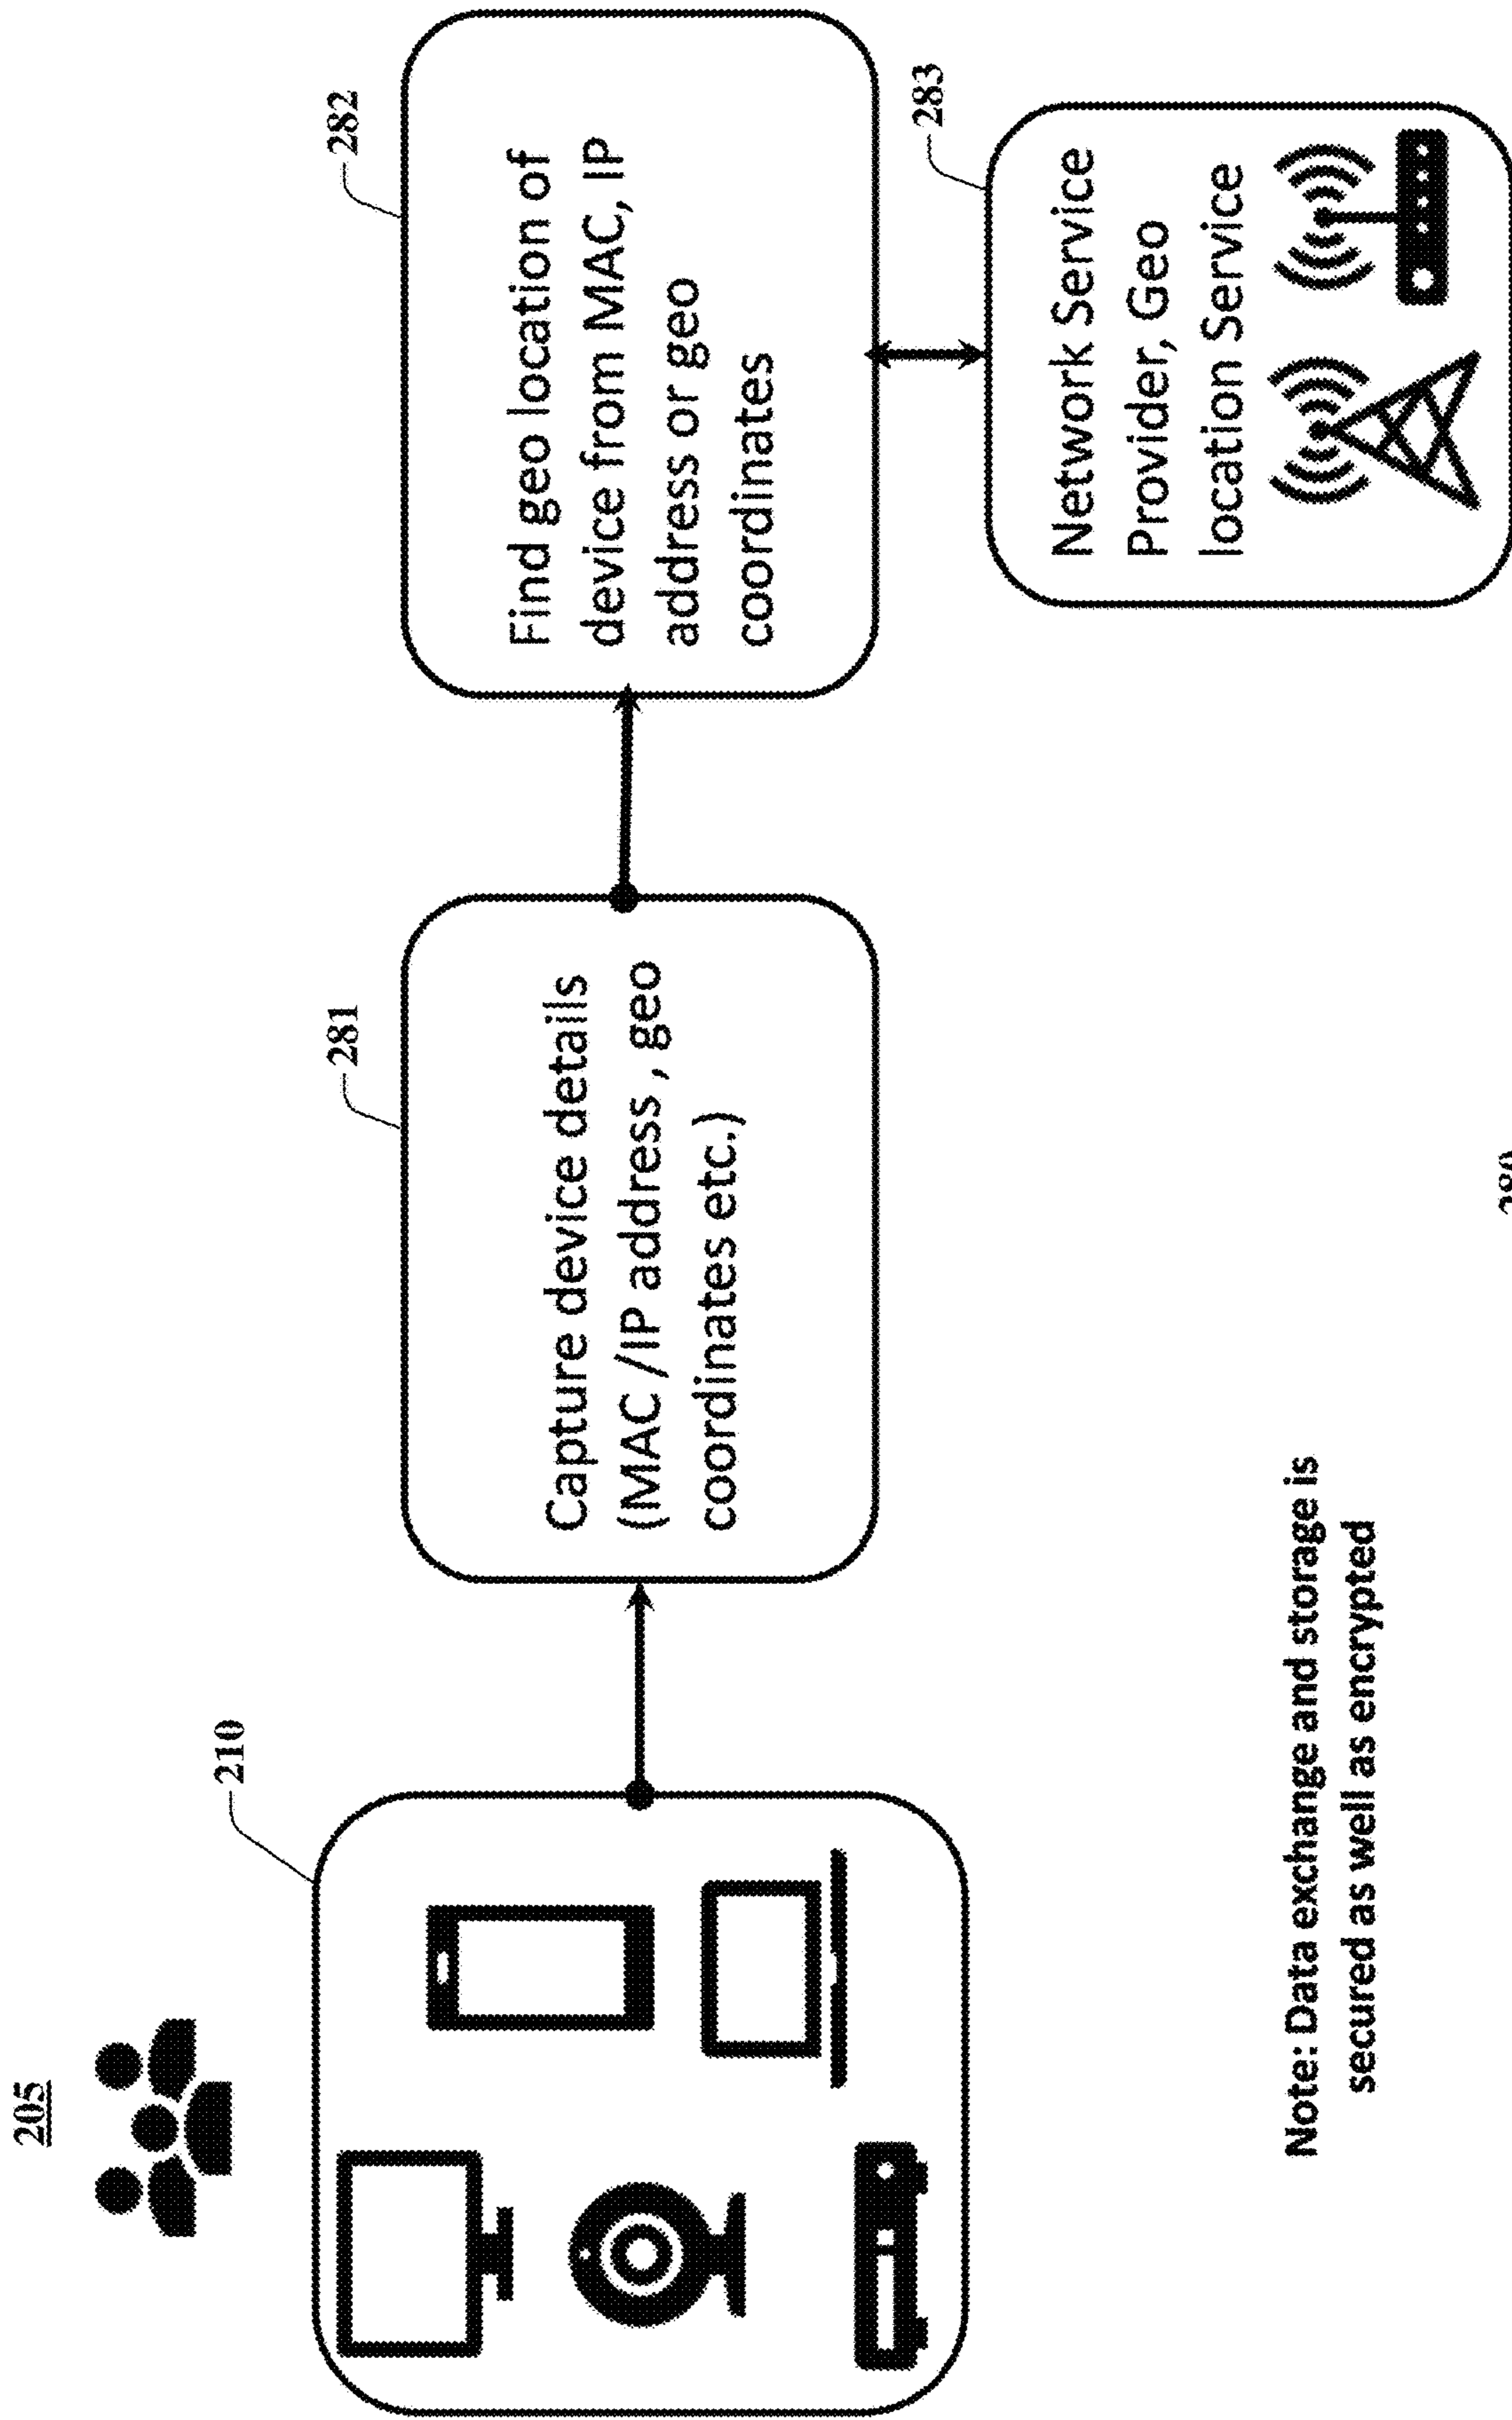 205
210
281
Capture device details
(MAC /IP address , geo
coordinates etc.)
282
Find geo location of
device from MAC, IP
address or geo
coordinates
283
Network Service
Provider, Geo
location Service
Note: Data exchange and storage is
secured as well as encrypted